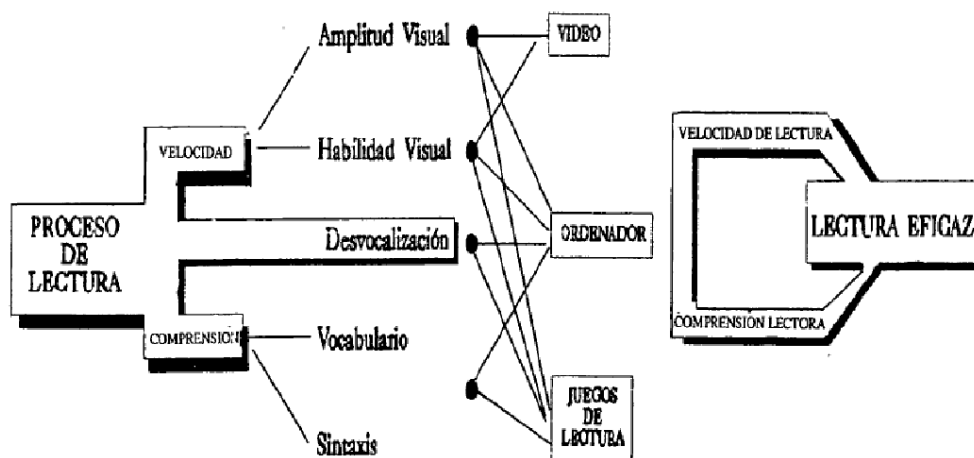 Amplitud Visual
VIDEO
VELOCIDAD
Habilidad Visual
VELOCIDAD DE LECTURA
PROCESO
DE
LECTURA
Desvocalización
ORDENADOR
LECTURA EFICAZ
COMPRENSIÓN
Vocabulario
COMPRENSION LECTORA
JUEGOS
DE
LECTURA
Sintaxis